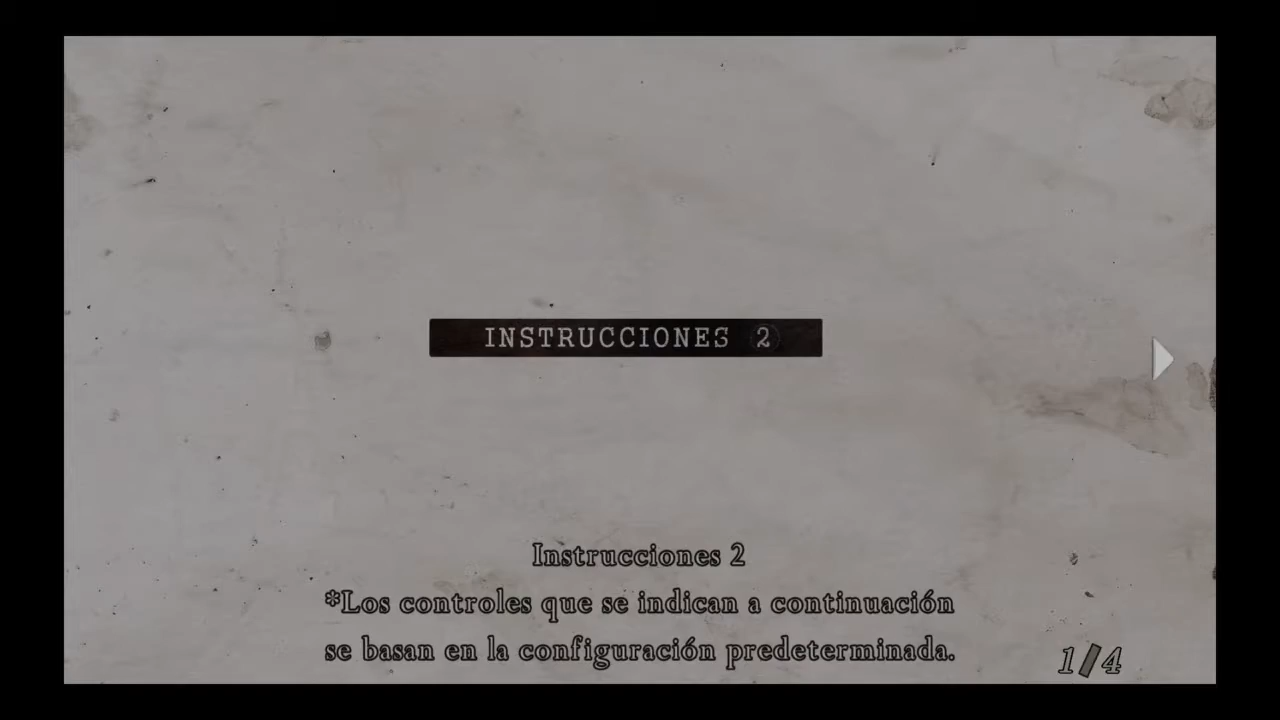 INSTRUCCIONES 2
Instrucciones 2
*Los controles que se indican a continuación
se basan en la configuración predeterminada.
1/4